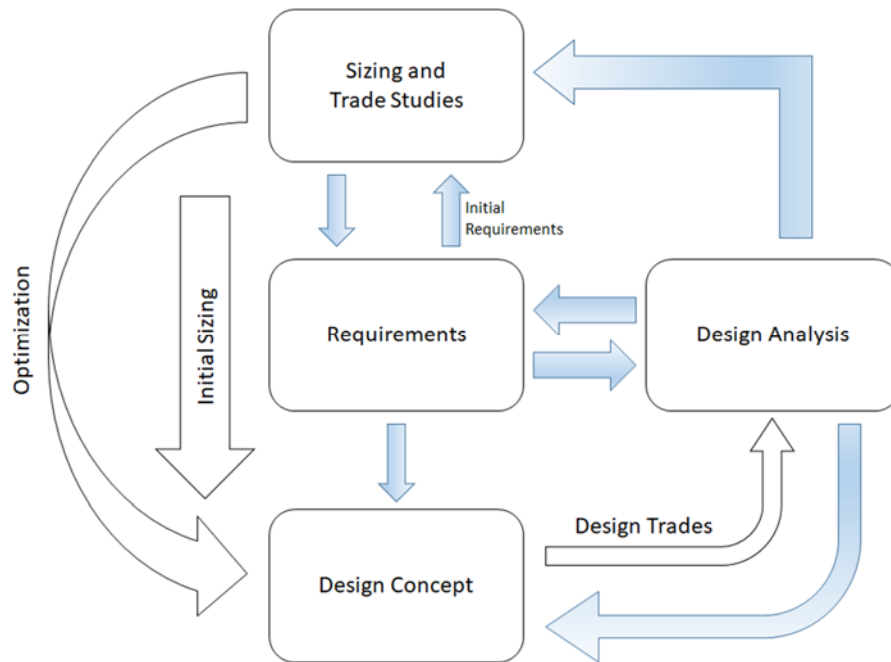 Sizing and
Trade Studies
Initial
Requirements
Optimization
Initial Sizing
Requirements
Design Analysis
Design Trades
Design Concept